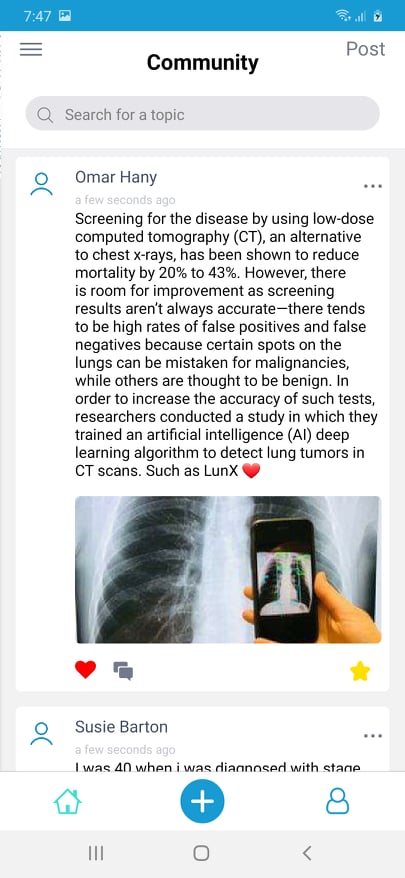 7:47
Post
Community
Search for a topic
Omar Hany
a few seconds ago
Screening for the disease by using low-dose
computed tomography (CT), an alternative
to chest x-rays, has been shown to reduce
mortality by 20% to 43%. However, there
is room for improvement as screening
results aren't always accurate—there tends
to be high rates of false positives and false
negatives because certain spots on the
lungs can be mistaken for malignancies,
while others are thought to be benign. In
order to increase the accuracy of such tests,
researchers conducted a study in which they
trained an artificial intelligence (AI) deep
learning algorithm to detect lung tumors in
CT scans. Such as LunX ❤️
Susie Barton
a few seconds ago
I was 40 when i was diagnosed with stage